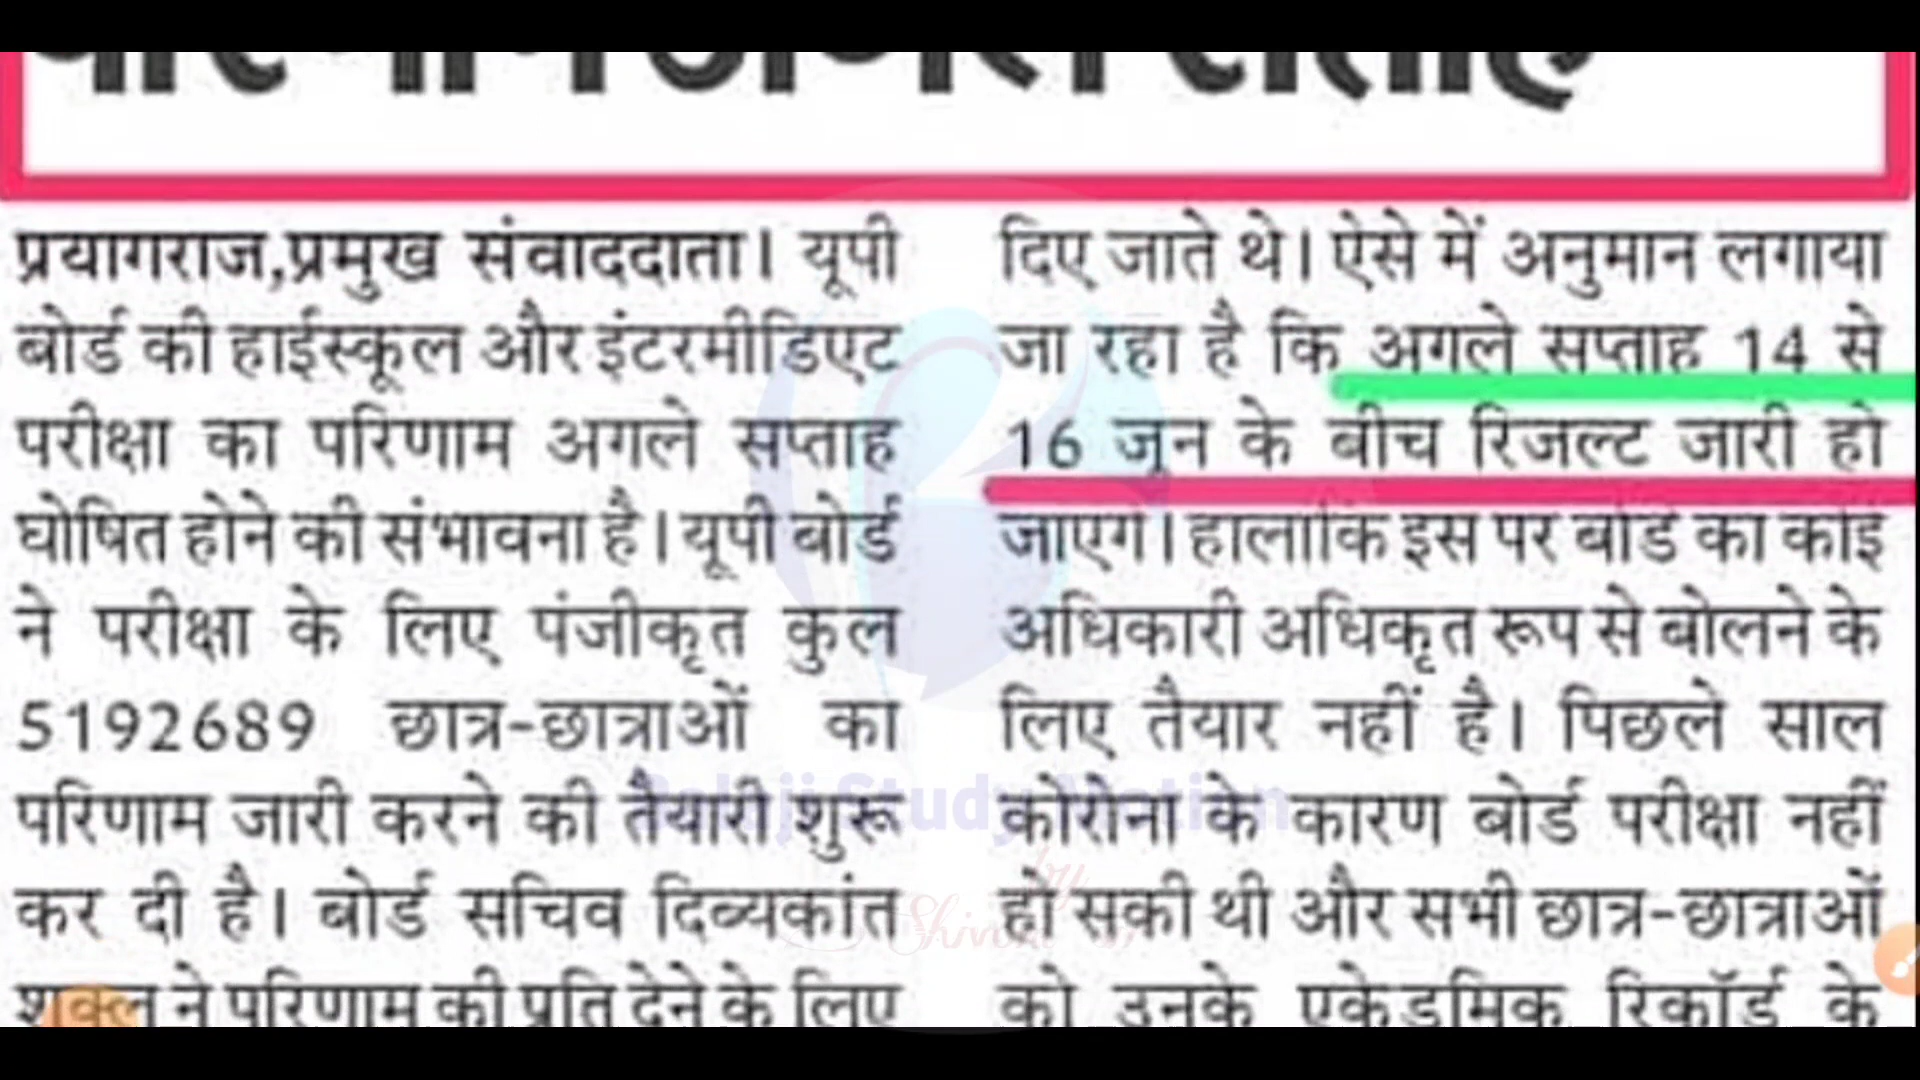 प्रयागराज,प्रमुख संवाददाता। यूपी
बोर्ड की हाईस्कूल और इंटरमीडिएट
परीक्षा का परिणाम अगले सप्ताह
घोषित होने की संभावना है। यूपी बोर्ड
ने परीक्षा के लिए पंजीकृत कुल
5192689 छात्र-छात्राओं का
परिणाम जारी करने की तैयारी शुरू
कर दी है। बोर्ड सचिव दिब्यकांत
शुक्ल ने परिणाम की प्रति देने के लिए
दिए जाते थे। ऐसे में अनुमान लगाया
जा रहा है कि अगले सप्ताह 14 से
16 जून के बीच रिजल्ट जारी हो
जाएगे। हालाकि इस पर बोर्ड का कोई
अधिकारी अधिकृत रूप से बोलने के
लिए तैयार नहीं है। पिछले साल
कोरोना के कारण बोर्ड परीक्षा नहीं
हो सकी थी और सभी छात्र-छात्राओं
को उनके एकेडमिक रिकॉर्ड के
Study
by